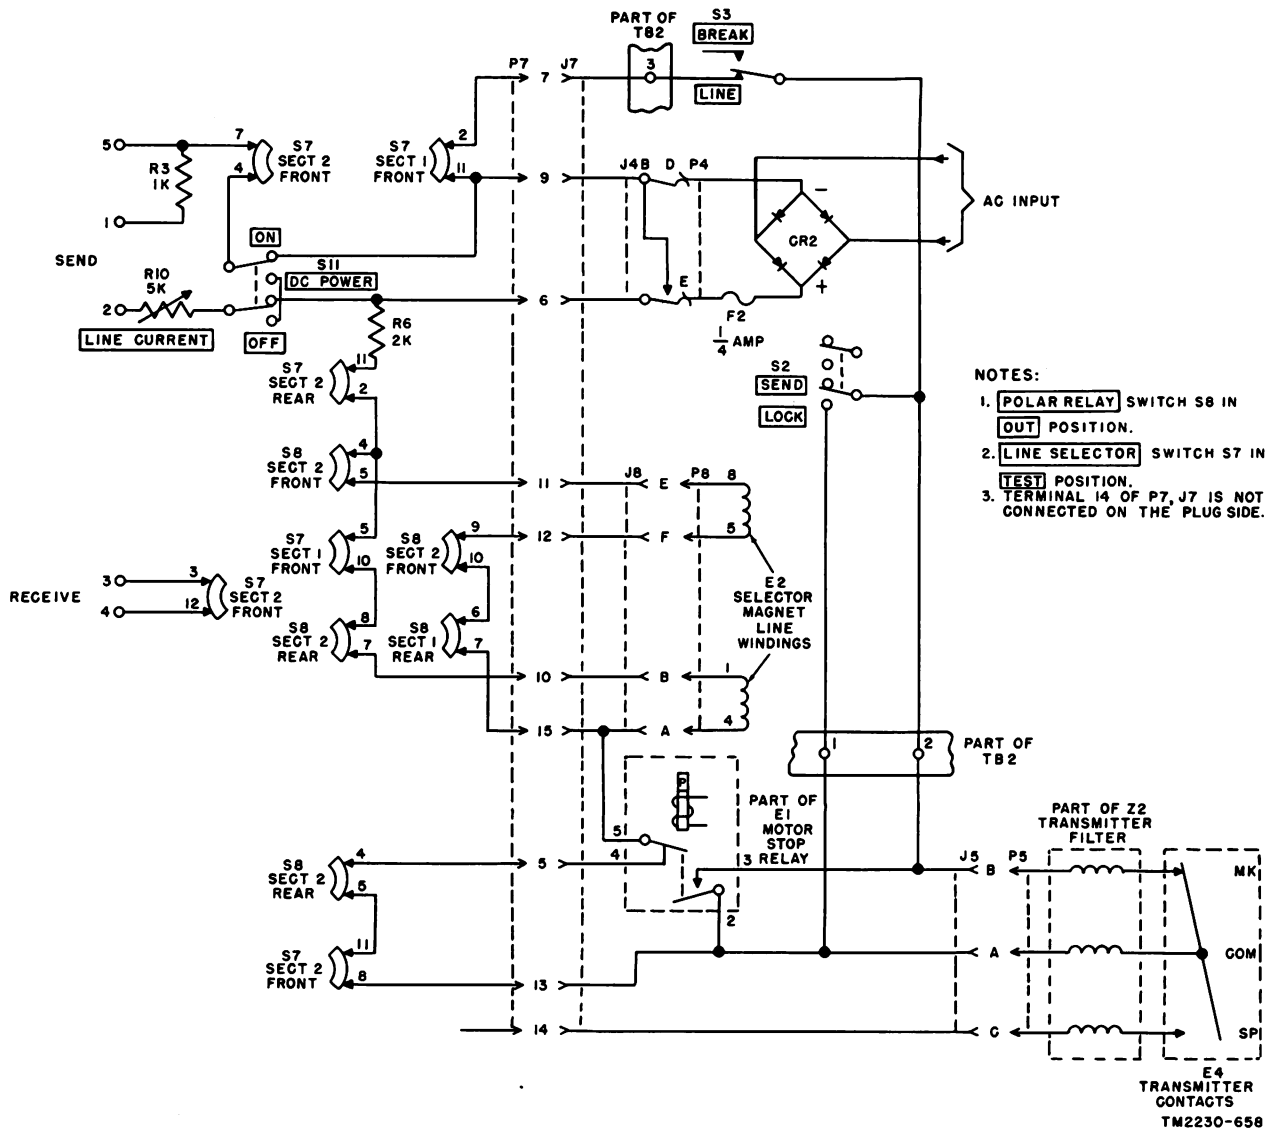 PART OF
TB2
S3
BREAK
P7 J7
7
3
LINE
5
7
S7
SECT 2
FRONT
4
R3
1K
1
S7
SECT 1
FRONT
2
11
9
J4B D P4
-
AC INPUT
CR2
+
SEND
ON
S11
DC POWER
R10
5K
2
LINE CURRENT
OFF
6
E
F2
1/4 AMP
R6
2K
S7
SECT 2
REAR
11
2
S2
SEND
LOCK
NOTES:
1. POLAR RELAY SWITCH S8 IN
OUT POSITION.
2. LINE SELECTOR SWITCH S7 IN
TEST POSITION.
3. TERMINAL 14 OF P7, J7 IS NOT
CONNECTED ON THE PLUG SIDE.
S8
SECT 2
FRONT
4
5
11
J8 E P8 8
S7
SECT 1
FRONT
5
10
S8
SECT 2
FRONT
9
10
12
F
5
RECEIVE
3
3
4
12
S7
SECT 2
FRONT
E2
SELECTOR
MAGNET
LINE
WINDINGS
S8
SECT 2
REAR
8
7
S8
SECT 1
REAR
6
7
10
B
1
15
A
4
1
2
PART OF
TB2
P
PART OF
E1
MOTOR
STOP
RELAY
5
4
3
2
S8
SECT 2
REAR
4
5
5
PART OF Z2
TRANSMITTER
FILTER
J5 B P5
MK
S7
SECT 2
FRONT
11
8
13
A
COM
14
C
SP
E4
TRANSMITTER
CONTACTS
TM2230-658